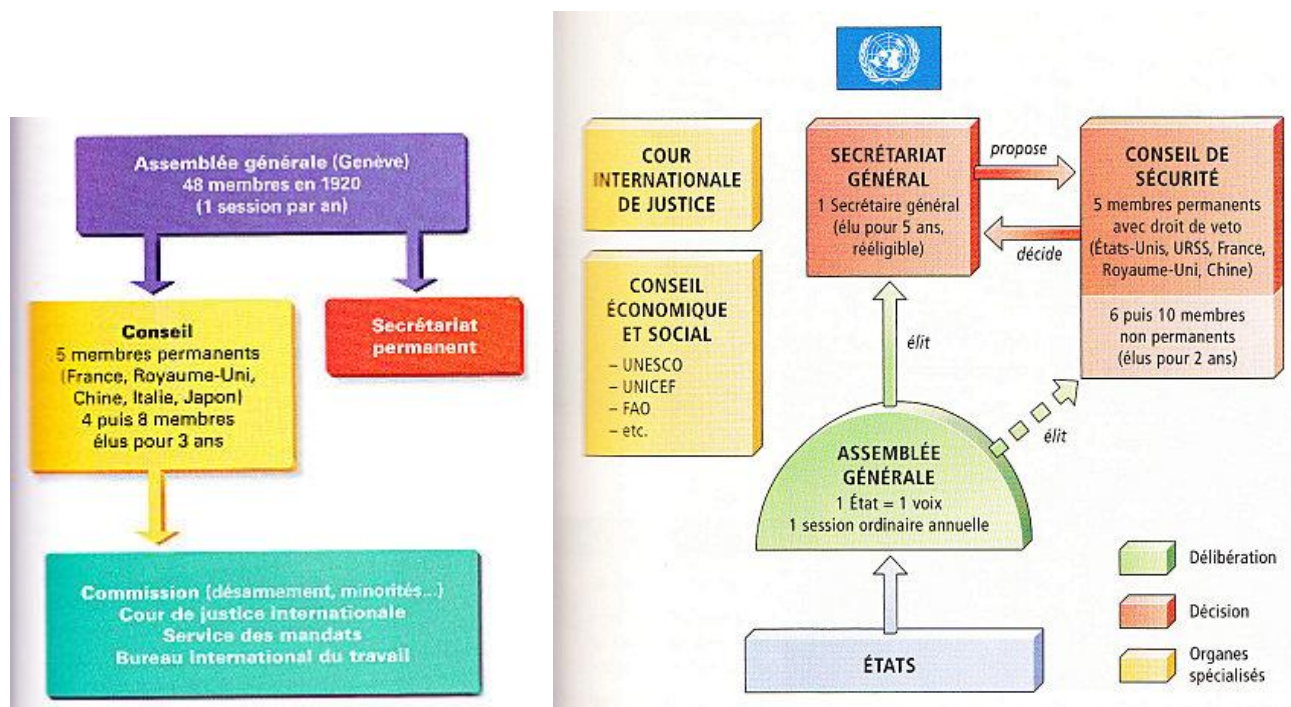 Assemblée générale (Genève)
48 membres en 1920
(1 session par an)
Conseil
5 membres permanents
(France, Royaume-Uni,
Chine, Italie, Japon)
4 puis 8 membres
élus pour 3 ans
Secrétariat
permanent
Commission (désarmement, minorités...)
Cour de justice internationale
Service des mandats
Bureau international du travail
COUR
INTERNATIONALE
DE JUSTICE
CONSEIL
ÉCONOMIQUE
ET SOCIAL
– UNESCO
– UNICEF
– FAO
– etc.
SECRÉTARIAT
GÉNÉRAL
1 Secrétaire général
(élu pour 5 ans,
rééligible)
propose
décide
CONSEIL DE
SÉCURITÉ
5 membres permanents
avec droit de veto
(États-Unis, URSS, France,
Royaume-Uni, Chine)
6 puis 10 membres
non permanents
(élus pour 2 ans)
élit
élit
ASSEMBLÉE
GÉNÉRALE
1 État = 1 voix
1 session ordinaire annuelle
ÉTATS
Délibération
Décision
Organes
spécialisés